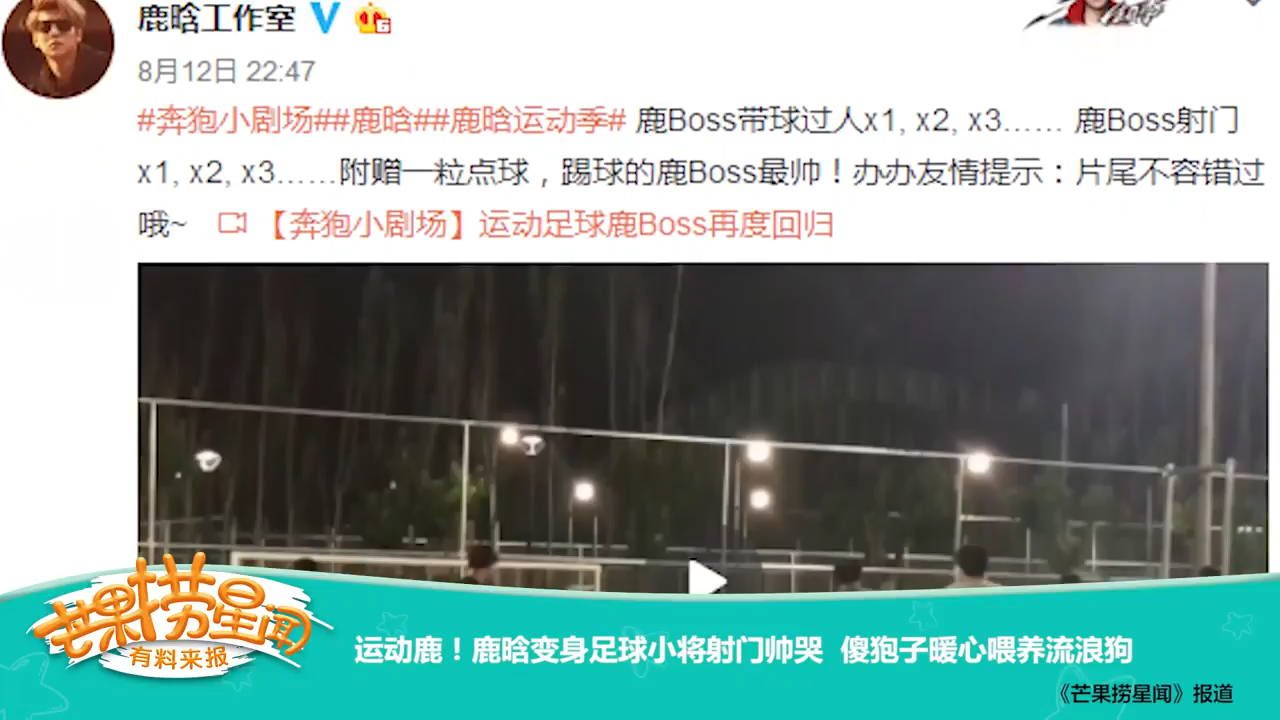 鹿晗工作室
8月12日 22:47
#奔狍小剧场##鹿晗##鹿晗运动季# 鹿Boss带球过人x1, x2, x3…… 鹿Boss射门
x1, x2, x3……附赠一粒点球，踢球的鹿Boss最帅！办办友情提示：片尾不容错过
哦~ 【奔狍小剧场】运动足球鹿Boss再度回归
芒果捞星闻
有料来报
运动鹿！鹿晗变身足球小将射门帅哭 傻狍子暖心喂养流浪狗
《芒果捞星闻》报道